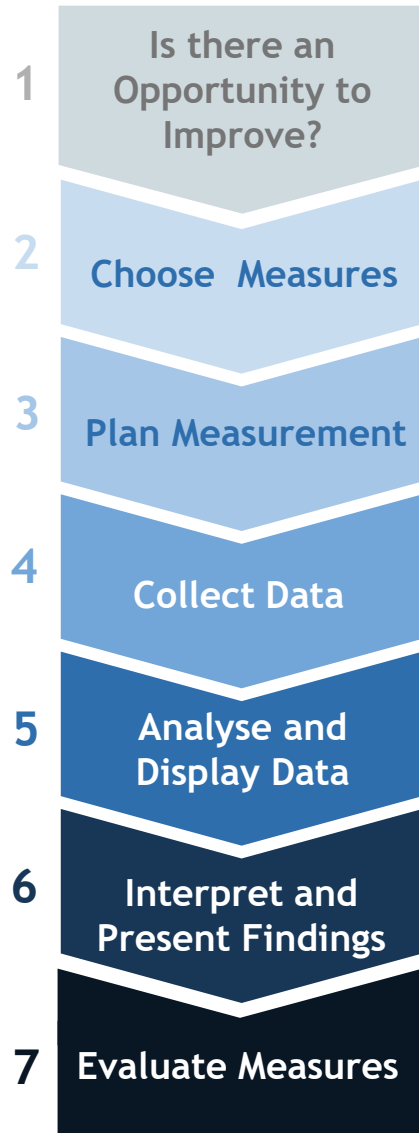 1
Is there an
Opportunity to
Improve?
2
Choose Measures
3
Plan Measurement
4
Collect Data
5
Analyse and
Display Data
6
Interpret and
Present Findings
7
Evaluate Measures